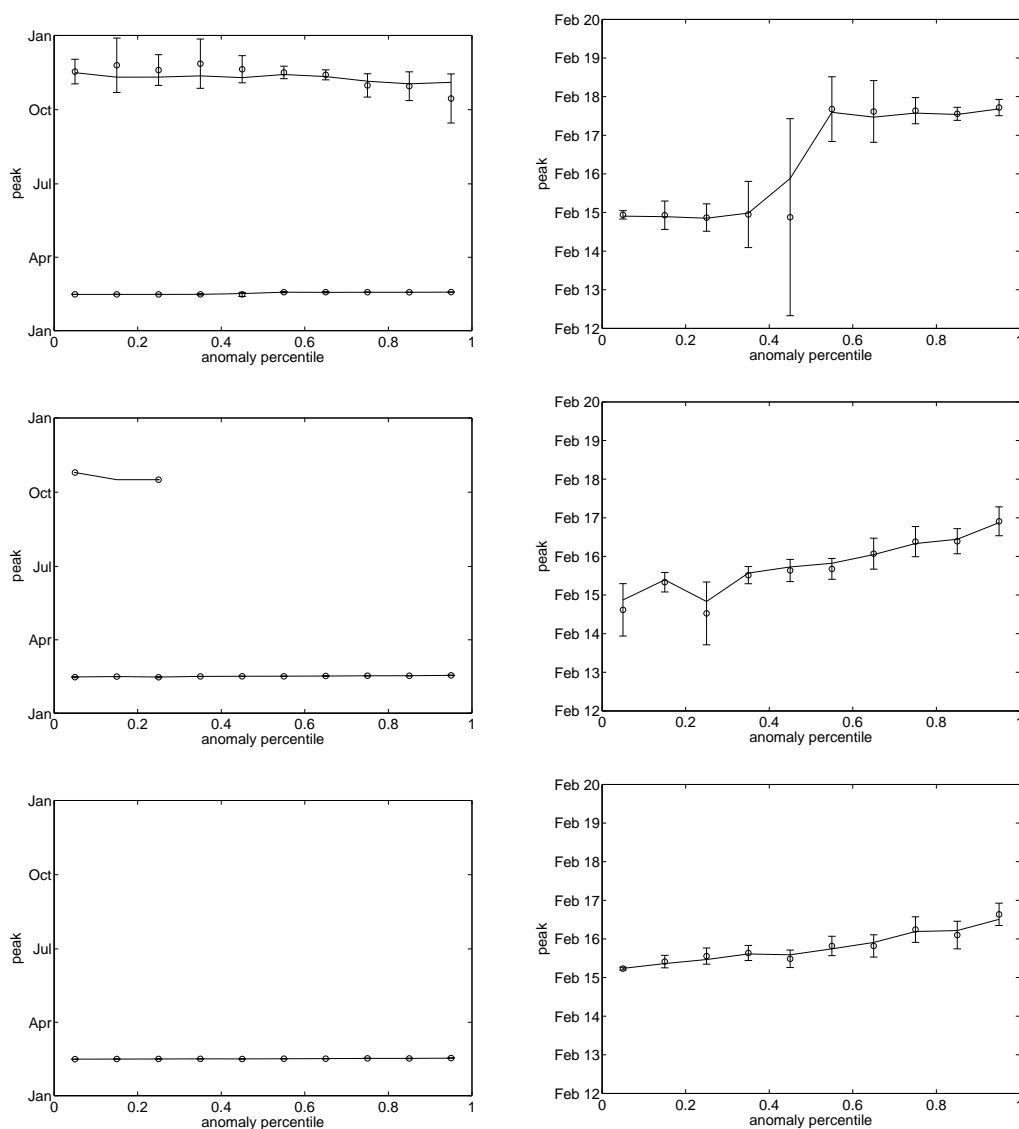 Jan
Oct
Jul
Apr
Jan
peak
0 0.2 0.4 0.6 0.8 1
anomaly percentile
Feb 20
Feb 19
Feb 18
Feb 17
Feb 16
Feb 15
Feb 14
Feb 13
Feb 12
peak
0 0.2 0.4 0.6 0.8 1
anomaly percentile
Jan
Oct
Jul
Apr
Jan
peak
0 0.2 0.4 0.6 0.8 1
anomaly percentile
Feb 20
Feb 19
Feb 18
Feb 17
Feb 16
Feb 15
Feb 14
Feb 13
Feb 12
peak
0 0.2 0.4 0.6 0.8 1
anomaly percentile
Jan
Oct
Jul
Apr
Jan
peak
0 0.2 0.4 0.6 0.8 1
anomaly percentile
Feb 20
Feb 19
Feb 18
Feb 17
Feb 16
Feb 15
Feb 14
Feb 13
Feb 12
peak
0 0.2 0.4 0.6 0.8 1
anomaly percentile